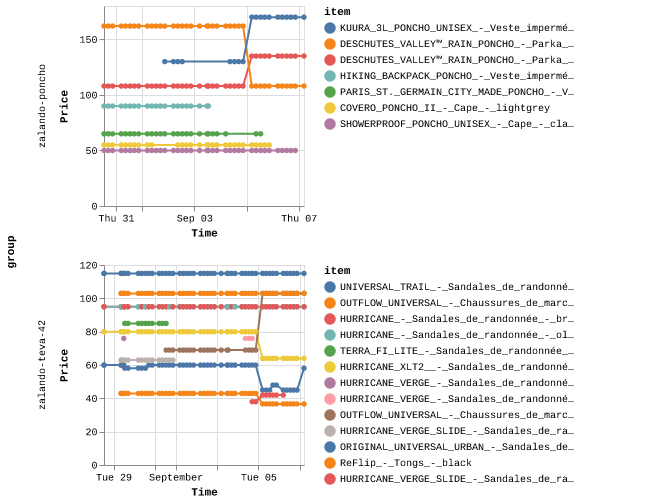 group
zalando-poncho
Price
150
100
50
0
Thu 31
Sep 03
Thu 07
Time
item
KUURA_3L_PONCHO_UNISEX_-_Veste_impermé…
DESCHUTES_VALLEY™_RAIN_PONCHO_-_Parka_…
DESCHUTES_VALLEY™_RAIN_PONCHO_-_Parka_…
HIKING_BACKPACK_PONCHO_-_Veste_impermé…
PARIS_ST._GERMAIN_CITY_MADE_PONCHO_-_V…
COVERO_PONCHO_II_-_Cape_-_lightgrey
SHOWERPROOF_PONCHO_UNISEX_-_Cape_-_cla…
zalando-teva-42
Price
120
100
80
60
40
20
0
Tue 29
September
Tue 05
Time
item
UNIVERSAL_TRAIL_-_Sandales_de_randonné…
OUTFLOW_UNIVERSAL_-_Chaussures_de_marc…
HURRICANE_-_Sandales_de_randonnée_-_br…
HURRICANE_-_Sandales_de_randonnée_-_ol…
TERRA_FI_LITE_-_Sandales_de_randonnée_…
HURRICANE_XLT2__-_Sandales_de_randonné…
HURRICANE_VERGE_-_Sandales_de_randonné…
HURRICANE_VERGE_-_Sandales_de_randonné…
OUTFLOW_UNIVERSAL_-_Chaussures_de_marc…
HURRICANE_VERGE_SLIDE_-_Sandales_de_ra…
ORIGINAL_UNIVERSAL_URBAN_-_Sandales_de…
ReFlip_-_Tongs_-_black
HURRICANE_VERGE_SLIDE_-_Sandales_de_ra…